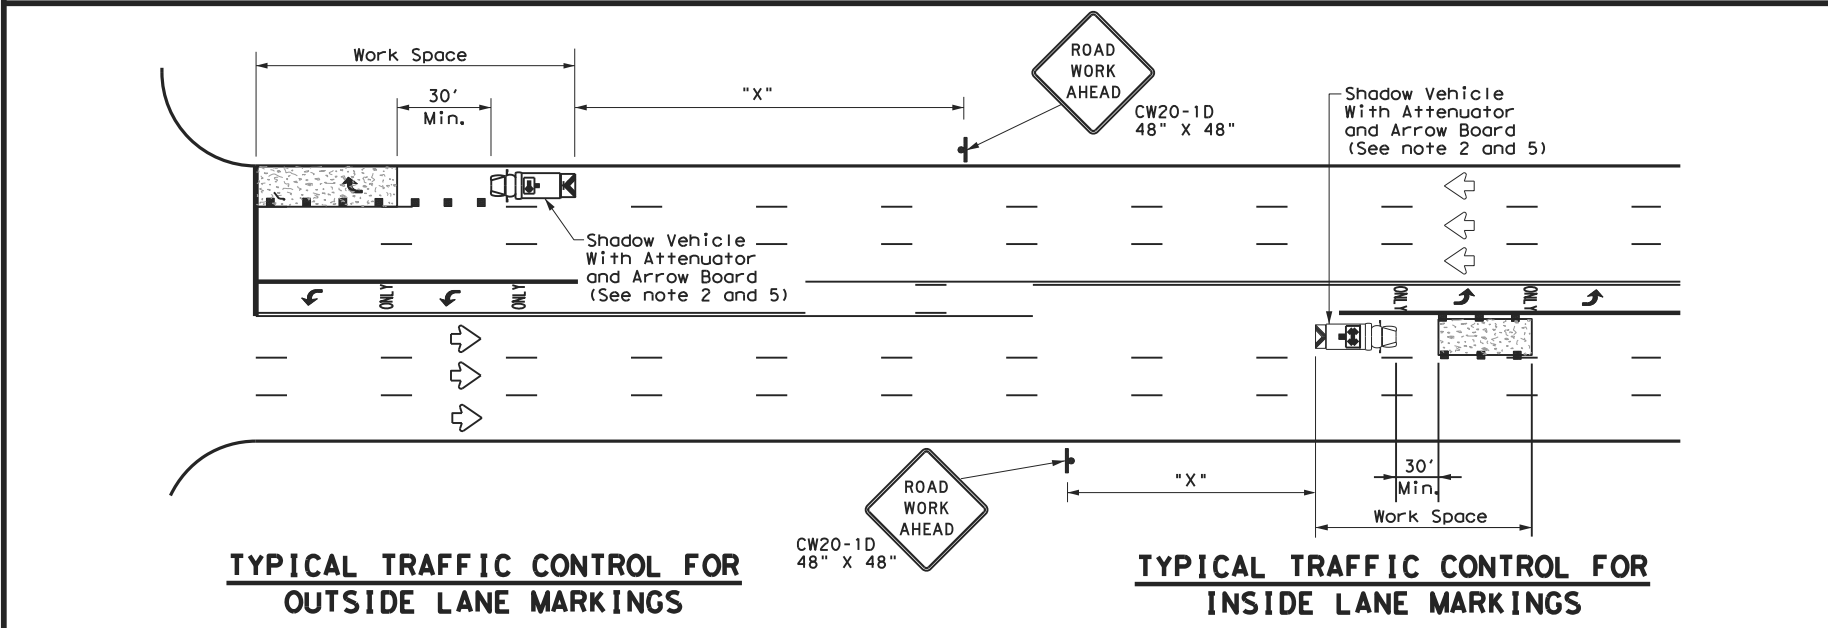 Work Space
30'
Min.
"X"
ROAD
WORK
AHEAD
CW20-1D
48" X 48"
Shadow Vehicle
With Attenuator
and Arrow Board
(See note 2 and 5)
Shadow Vehicle
With Attenuator
and Arrow Board
(See note 2 and 5)
ONLY
ONLY
ONLY
ONLY
ROAD
WORK
AHEAD
CW20-1D
48" X 48"
"X"
30'
Min.
Work Space
TYPICAL TRAFFIC CONTROL FOR
OUTSIDE LANE MARKINGS
TYPICAL TRAFFIC CONTROL FOR
INSIDE LANE MARKINGS